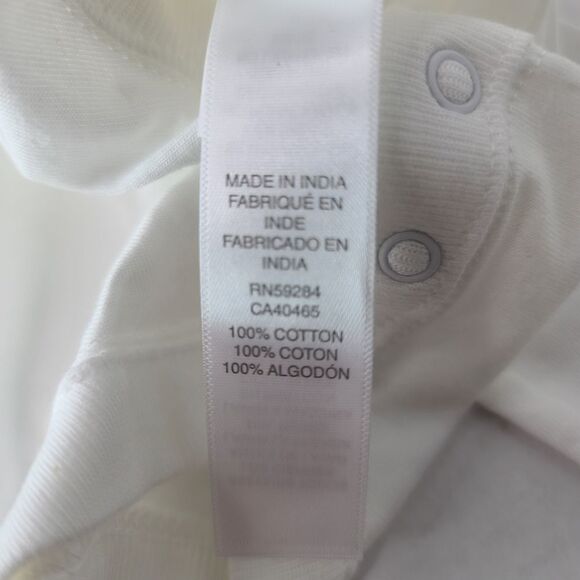 MADE IN INDIA
FABRIQUÉ EN
INDE
FABRICADO EN
INDIA
RN59284
CA40465
100% COTTON
100% COTON
100% ALGODÓN